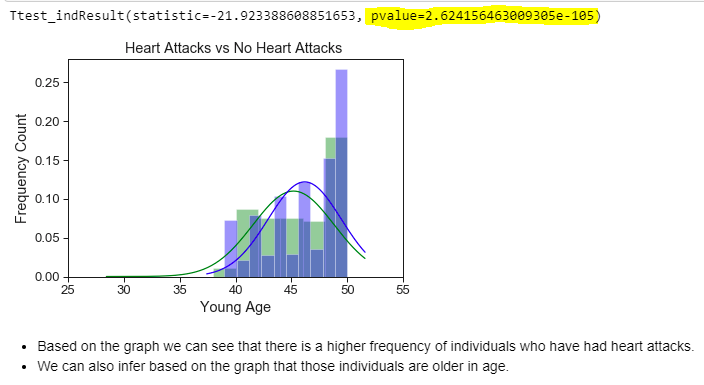 Ttest_indResult(statistic=-21.923388608851653, pvalue=2.624156463009305e-105)
Heart Attacks vs No Heart Attacks
Frequency Count
0.25
0.20
0.15
0.10
0.05
0.00
25 30 35 40 45 50 55
Young Age
• Based on the graph we can see that there is a higher frequency of individuals who have had heart attacks.
• We can also infer based on the graph that those individuals are older in age.